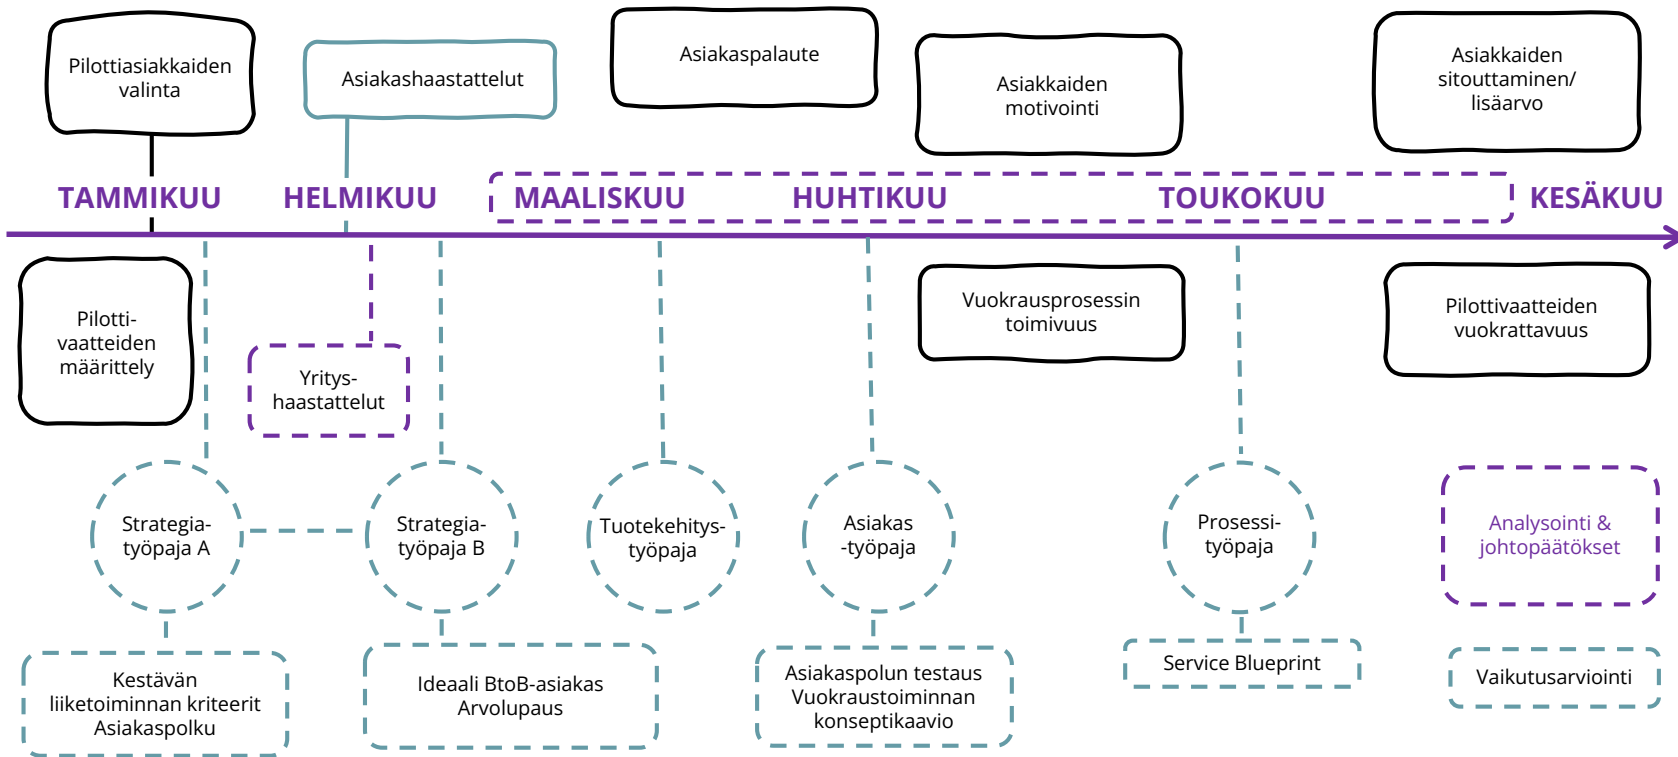 Pilottiasiakkaiden
valinta
Asiakashaastattelut
Asiakaspalaute
Asiakkaiden
motivointi
Asiakkaiden
sitouttaminen/
lisäarvo
TAMMIKUU
HELMIKUU
MAALISKUU
HUHTIKUU
TOUKOKUU
KESÄKUU
Pilotti-
vaatteiden
määrittely
Yritys-
haastattelut
Vuokrausprosessin
toimivuus
Pilottivaatteiden
vuokrattavuus
Strategia-
työpaja A
Strategia-
työpaja B
Tuotekehitys-
työpaja
Asiakas
-työpaja
Prosessi-
työpaja
Analysointi &
johtopäätökset
Kestävän
liiketoiminnan kriteerit
Asiakaspolku
Ideaali BtoB-asiakas
Arvolupaus
Asiakaspolun testaus
Vuokraustoiminnan
konseptikaavio
Service Blueprint
Vaikutusarviointi